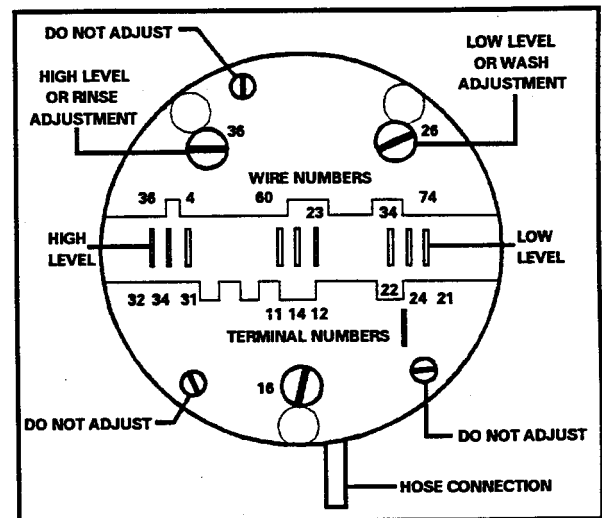 DO NOT ADJUST
LOW LEVEL
OR WASH
ADJUSTMENT
HIGH LEVEL
OR RINSE
ADJUSTMENT
36
26
WIRE NUMBERS
36 4 60 23 34 74
HIGH
LEVEL
LOW
LEVEL
32 34 31 11 14 12 22 24 21
TERMINAL NUMBERS
16
DO NOT ADJUST
DO NOT ADJUST
HOSE CONNECTION